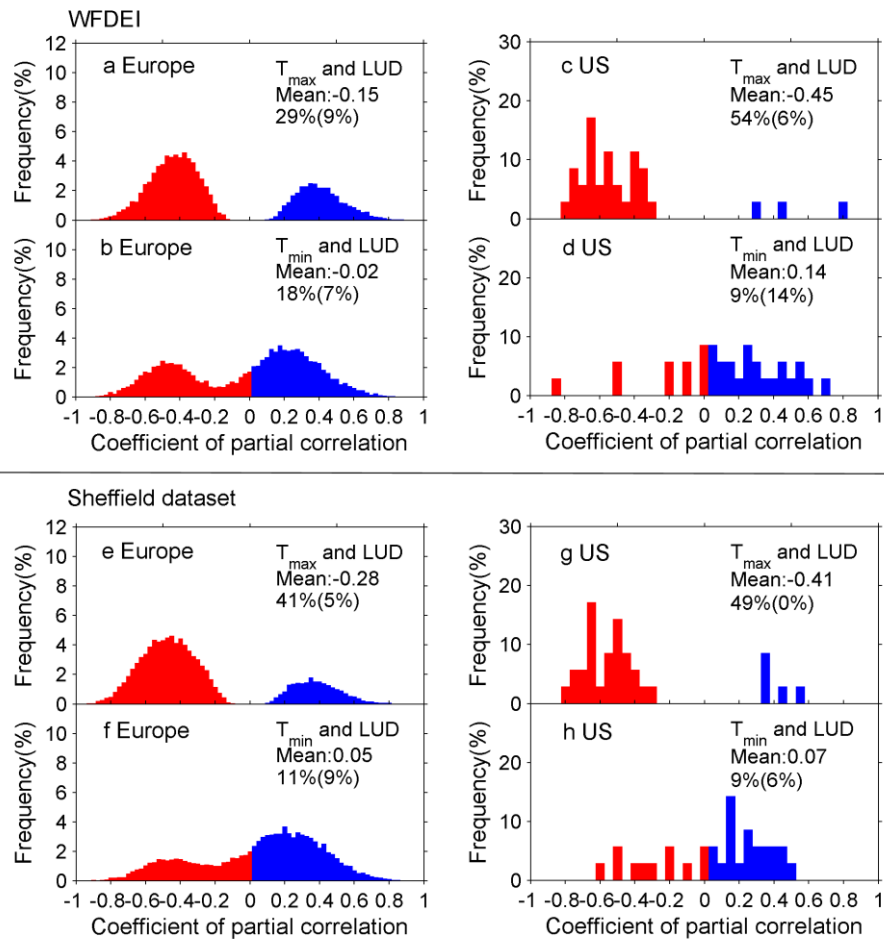 WFDEI
12
10
8
6
4
2
0
Frequency(%)
a Europe
Tmax and LUD
Mean:-0.15
29%(9%)
30
20
10
0
Frequency(%)
c US
Tmax and LUD
Mean:-0.45
54%(6%)
10
8
6
4
2
0
Frequency(%)
b Europe
Tmin and LUD
Mean:-0.02
18%(7%)
-1 -0.8-0.6-0.4-0.2 0 0.2 0.4 0.6 0.8 1
Coefficient of partial correlation
20
10
0
Frequency(%)
d US
Tmin and LUD
Mean:0.14
9%(14%)
-1 -0.8-0.6-0.4-0.2 0 0.2 0.4 0.6 0.8 1
Coefficient of partial correlation
Sheffield dataset
12
10
8
6
4
2
0
Frequency(%)
e Europe
Tmax and LUD
Mean:-0.28
41%(5%)
30
20
10
0
Frequency(%)
g US
Tmax and LUD
Mean:-0.41
49%(0%)
10
8
6
4
2
0
Frequency(%)
f Europe
Tmin and LUD
Mean:0.05
11%(9%)
-1 -0.8-0.6-0.4-0.2 0 0.2 0.4 0.6 0.8 1
Coefficient of partial correlation
20
10
0
Frequency(%)
h US
Tmin and LUD
Mean:0.07
9%(6%)
-1 -0.8-0.6-0.4-0.2 0 0.2 0.4 0.6 0.8 1
Coefficient of partial correlation